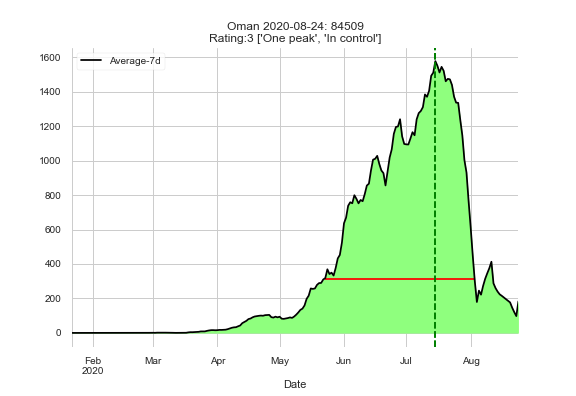 Oman 2020-08-24: 84509
Rating:3 ['One peak', 'In control']
Average-7d
1600
1400
1200
1000
800
600
400
200
0
Feb Mar Apr May Jun Jul Aug
2020
Date